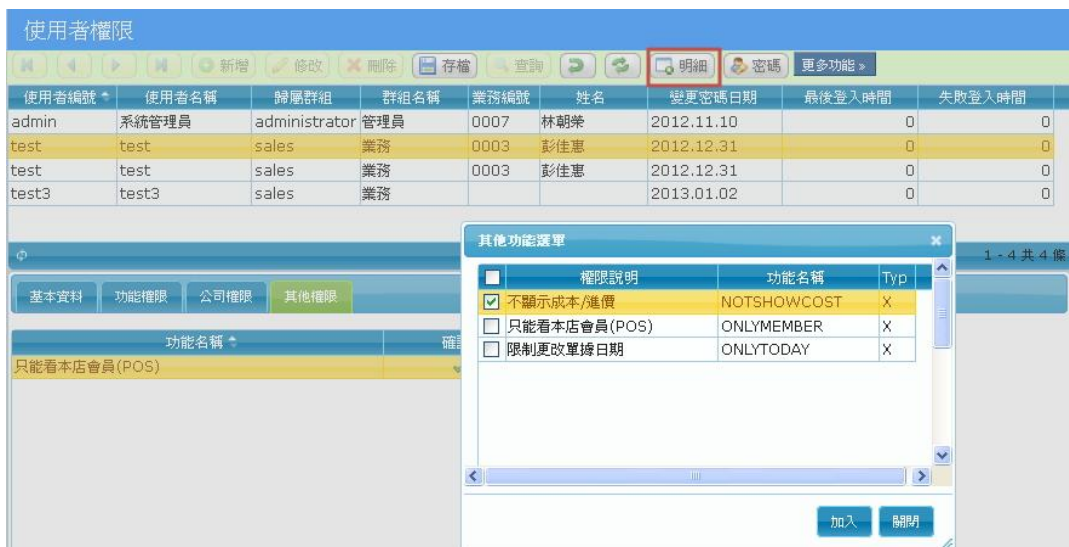 使用者權限
新增 修改 刪除 存檔 查詢 明細 密碼 更多功能 »
使用者編號 使用者名稱 歸屬群組 群組名稱 業務編號 姓名 變更密碼日期 最後登入時間 失敗登入時間
admin 系統管理員 administrator 管理員 0007 林朝榮 2012.11.10 0 0
test test sales 業務 0003 彭佳惠 2012.12.31 0 0
test test sales 業務 0003 彭佳惠 2012.12.31 0 0
test3 test3 sales 業務 2013.01.02 0 0
1 - 4 共 4 條
基本資料 功能權限 公司權限 其他權限
功能名稱
只能看本店會員(POS)
其他功能選單
權限說明 功能名稱 Typ
不顯示成本/進價 NOTSHOWCOST X
只能看本店會員(POS) ONLYMEMBER X
限制更改單據日期 ONLYTODAY X
加入 關閉